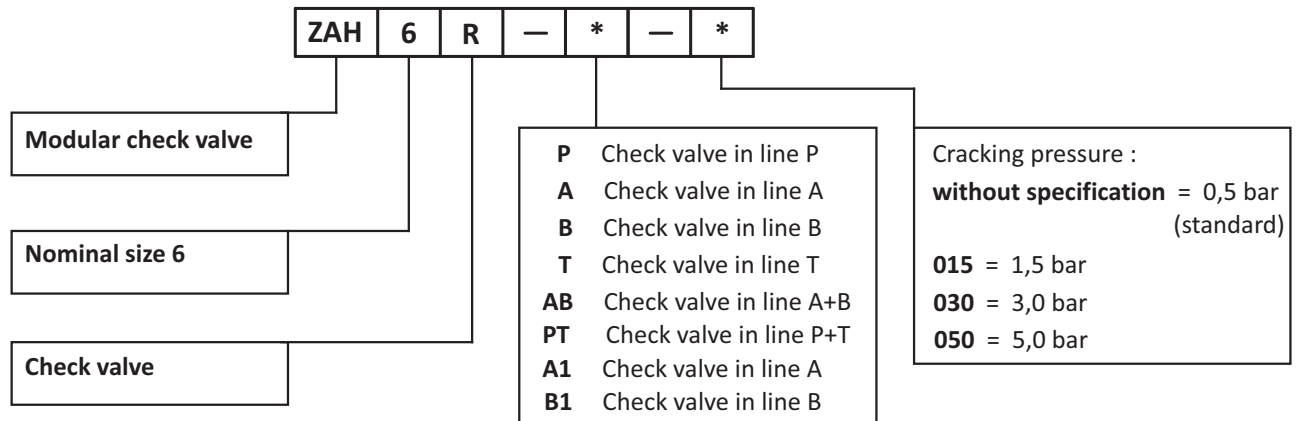 ZAH 6 R — * — *
Modular check valve
Nominal size 6
Check valve
P Check valve in line P
A Check valve in line A
B Check valve in line B
T Check valve in line T
AB Check valve in line A+B
PT Check valve in line P+T
A1 Check valve in line A
B1 Check valve in line B
Cracking pressure :
without specification = 0,5 bar
(standard)
015 = 1,5 bar
030 = 3,0 bar
050 = 5,0 bar